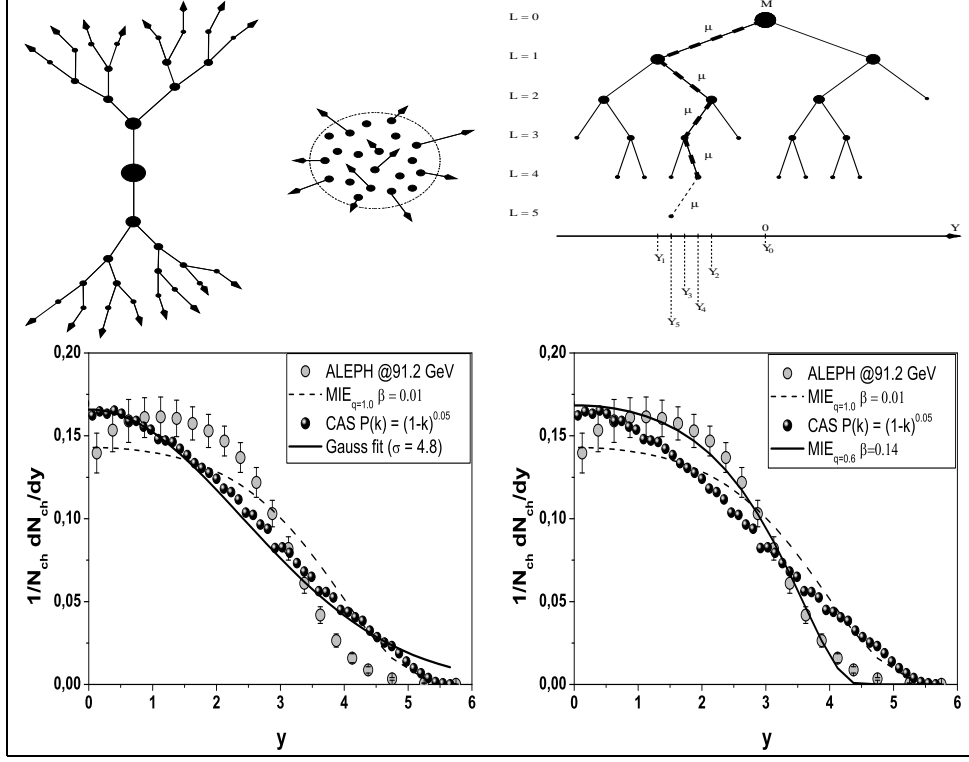 M
L = 0
μ
L = 1
μ
L = 2
μ
L = 3
μ
L = 4
μ
L = 5
0
Y
Y1
Y0
Y2
Y3
Y4
Y5
0,20
0,15
0,10
0,05
0,00
1/Nch dNch/dy
ALEPH @91.2 GeV
MIEq=1.0 β = 0.01
CAS P(k) = (1-k)^0.05
Gauss fit (σ = 4.8)
0 1 2 3 4 5 6
y
0,20
0,15
0,10
0,05
0,00
1/Nch dNch/dy
ALEPH @91.2 GeV
MIEq=1.0 β = 0.01
CAS P(k) = (1-k)^0.05
MIEq=0.6 β=0.14
0 1 2 3 4 5 6
y